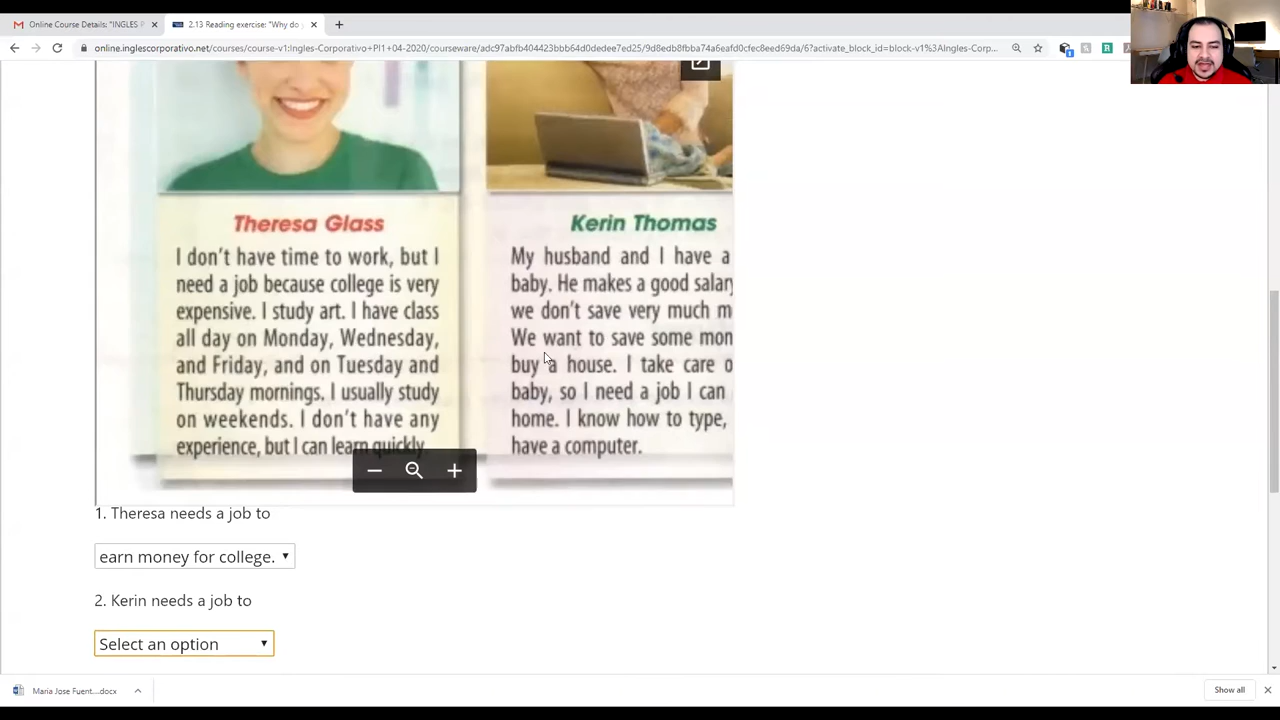 Online Course Details: "INGLES P
2.13 Reading exercise: "Why do
online.inglescorporativo.net/courses/course-v1:Ingles-Corporativo+PI1+04-2020/courseware/adc97abfb404423bbb64d0dedee7ed25/9d8edb8fbba74a6eafd0cfec8eed69da/6?activate_block_id=block-v1%3AIngles-Corp...
Theresa Glass
I don't have time to work, but I
need a job because college is very
expensive. I study art. I have class
all day on Monday, Wednesday,
and Friday, and on Tuesday and
Thursday mornings. I usually study
on weekends. I don't have any
experience, but I can learn quickly
Kerin Thomas
My husband and I have a
baby. He makes a good salary
we don't save very much m
We want to save some mon
buy a house. I take care o
baby, so I need a job I can
home. I know how to type,
have a computer.
1. Theresa needs a job to
earn money for college.
2. Kerin needs a job to
Select an option
Maria Jose Fuent....docx
Show all